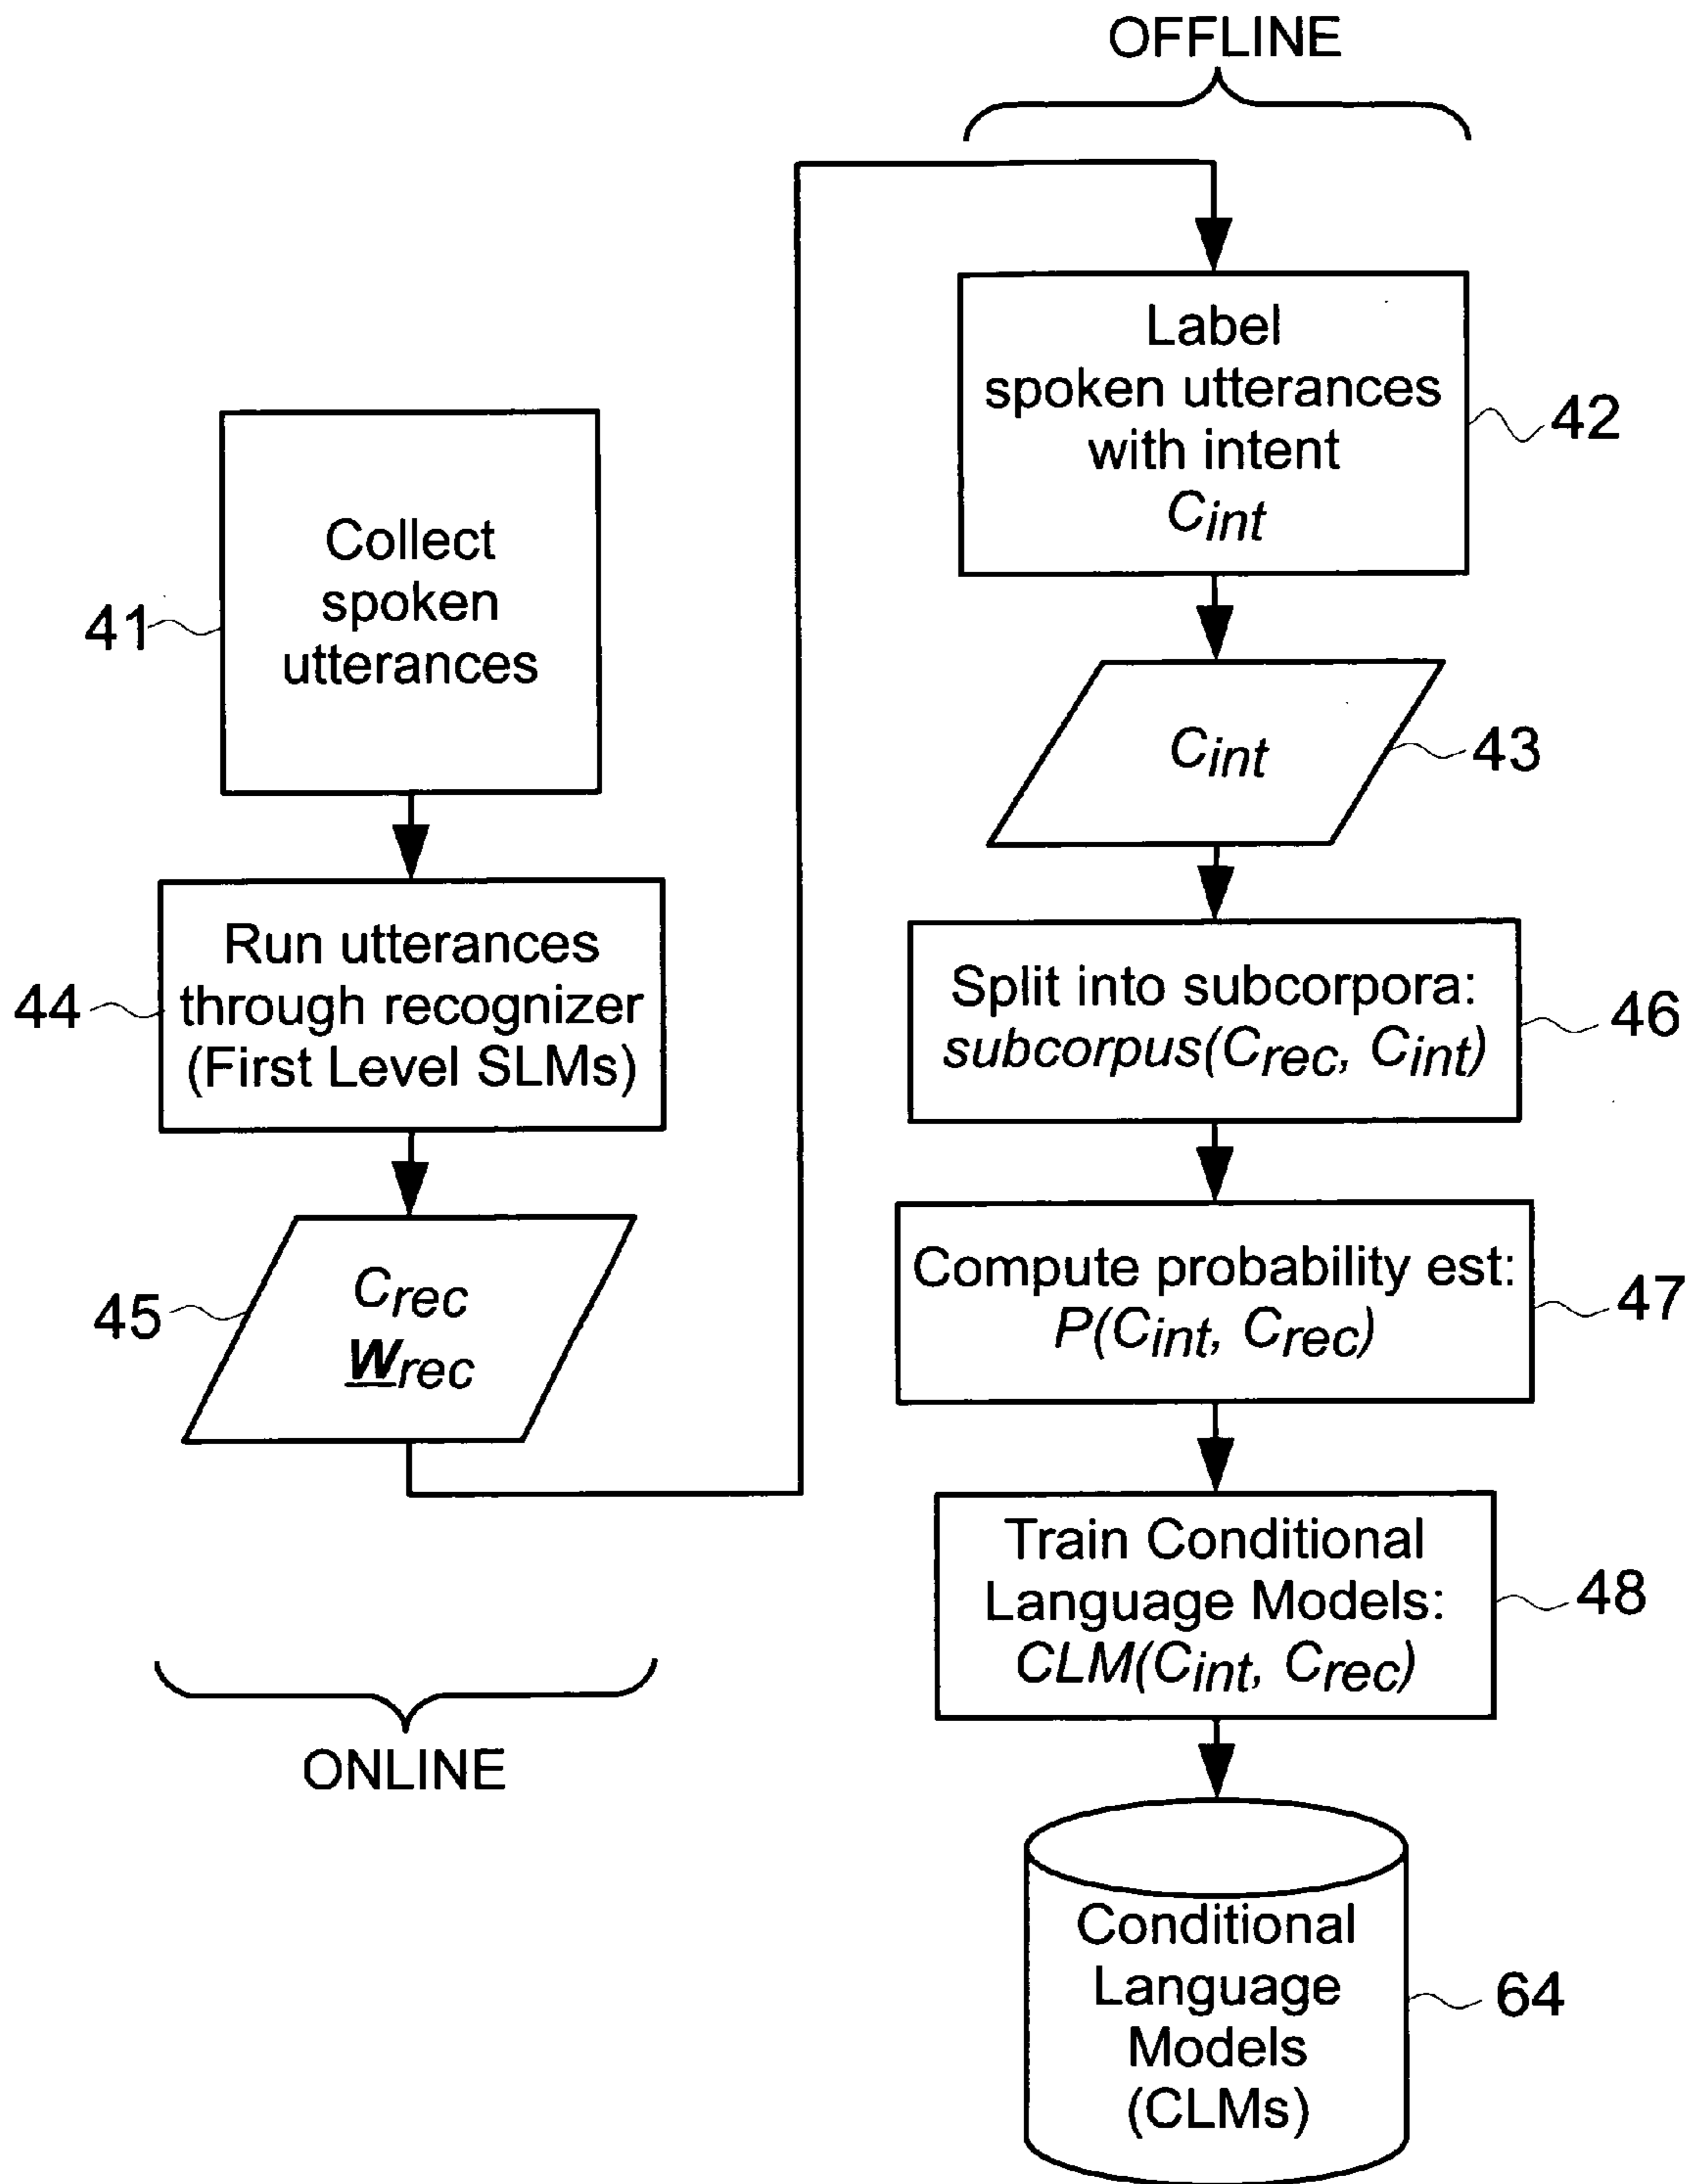 OFFLINE
Collect
spoken
utterances
41
Run utterances
through recognizer
(First Level SLMs)
44
Crec
Wrec
45
ONLINE
Label
spoken utterances
with intent
Cint
42
Cint
43
Split into subcorpora:
subcorpus(Crec, Cint)
46
Compute probability est:
P(Cint, Crec)
47
Train Conditional
Language Models:
CLM(Cint, Crec)
48
Conditional
Language
Models
(CLMs)
64